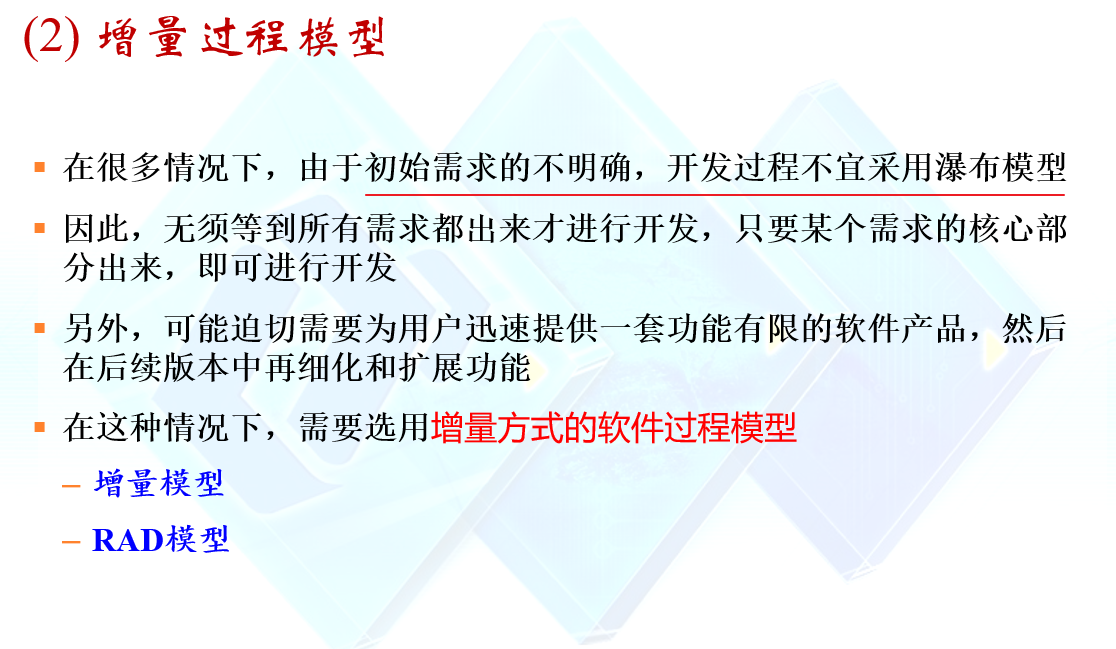 (2) 增量过程模型
在很多情况下，由于初始需求的不明确，开发过程不宜采用瀑布模型
因此，无须等到所有需求都出来才进行开发，只要某个需求的核心部
分出来，即可进行开发
另外，可能迫切需要为用户迅速提供一套功能有限的软件产品，然后
在后续版本中再细化和扩展功能
在这种情况下，需要选用增量方式的软件过程模型
– 增量模型
– RAD模型